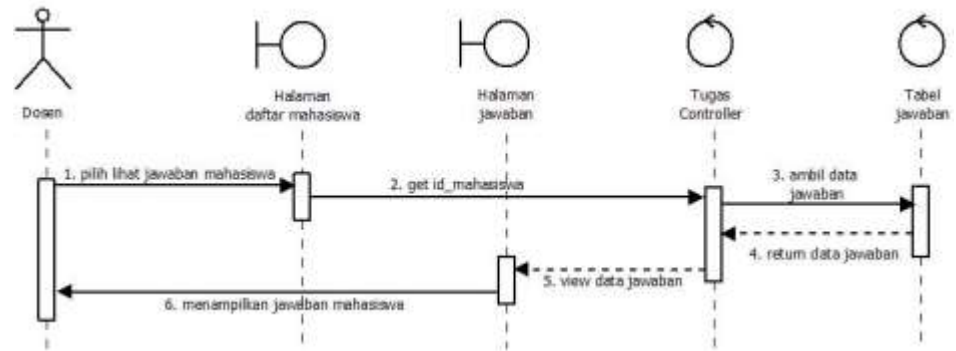 Dosen
Halaman
daftar mahasiswa
Halaman
jawaban
Tugas
Controller
Tabel
jawaban
1. pilih lihat jawaban mahasiswa
2. get id_mahasiswa
3. ambil data
jawaban
4. return data jawaban
5. view data jawaban
6. menampilkan jawaban mahasiswa